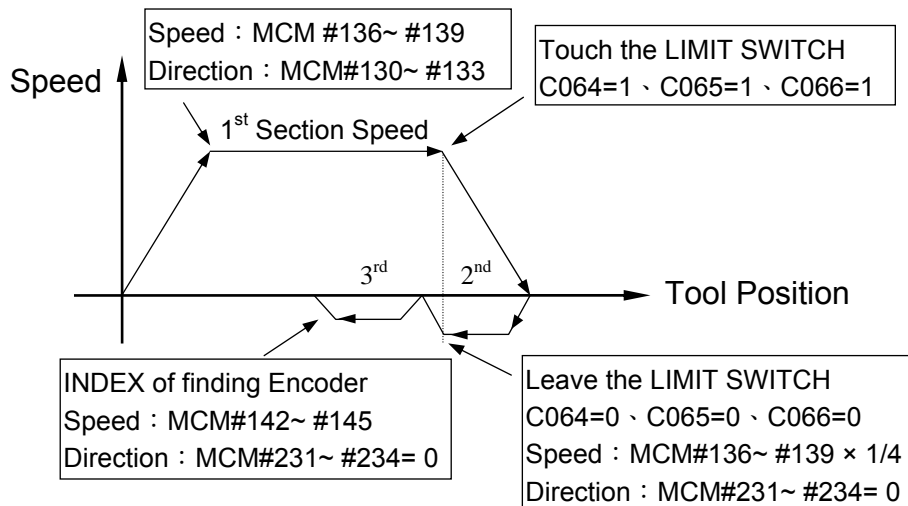 Speed：MCM #136~ #139
Direction：MCM#130~ #133
Touch the LIMIT SWITCH
C064=1、C065=1、C066=1
Speed
1st Section Speed
3rd
2nd
Tool Position
INDEX of finding Encoder
Speed：MCM#142~ #145
Direction：MCM#231~ #234= 0
Leave the LIMIT SWITCH
C064=0、C065=0、C066=0
Speed：MCM#136~ #139 × 1/4
Direction：MCM#231~ #234= 0